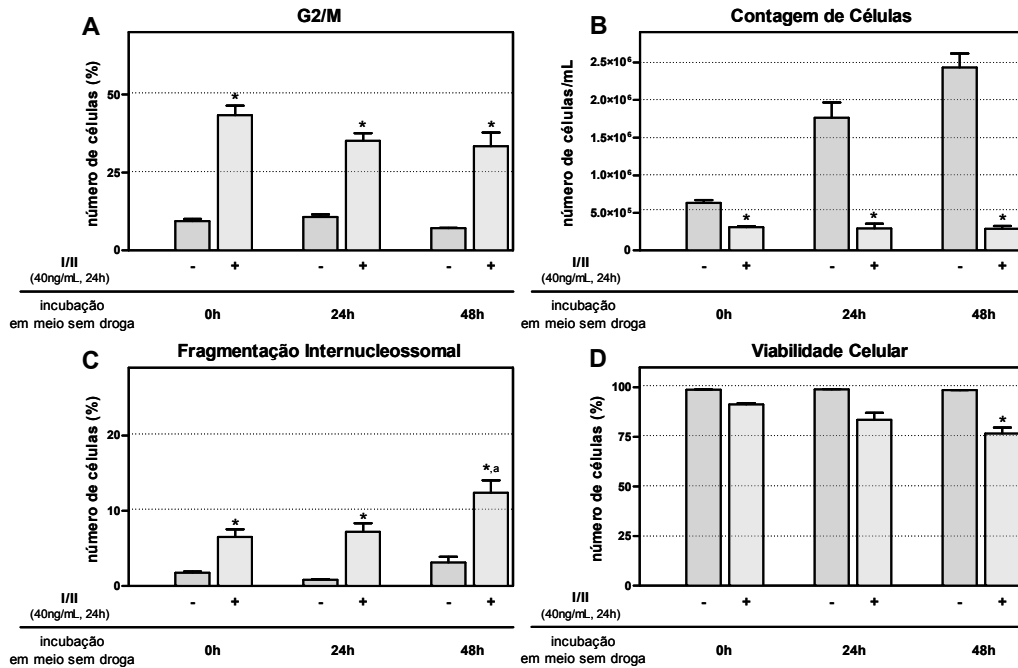 A
G2/M
número de células (%)
50
25
0
*
*
*
I/II
(40ng/mL, 24h)
-
+
-
+
-
+
incubação
em meio sem droga
0h
24h
48h
B
Contagem de Células
número de células/mL
2.5×10⁶
2.0×10⁶
1.5×10⁶
1.0×10⁶
5.0×10⁵
0
*
*
*
I/II
(40ng/mL, 24h)
-
+
-
+
-
+
incubação
em meio sem droga
0h
24h
48h
C
Fragmentação Internucleossomal
número de células (%)
20
10
0
*
*
*,a
I/II
(40ng/mL, 24h)
-
+
-
+
-
+
incubação
em meio sem droga
0h
24h
48h
D
Viabilidade Celular
número de células (%)
100
75
50
25
0
*
I/II
(40ng/mL, 24h)
-
+
-
+
-
+
incubação
em meio sem droga
0h
24h
48h